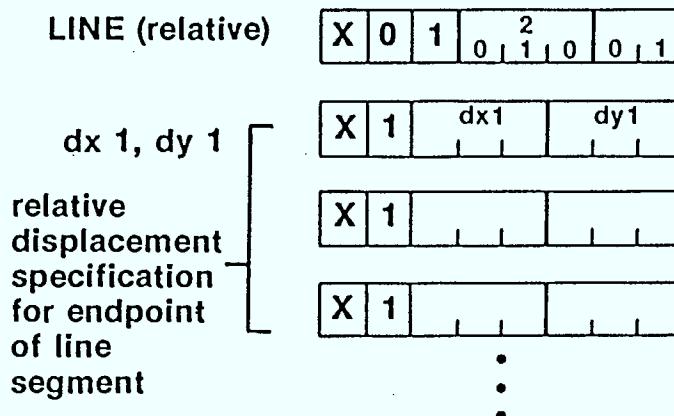 LINE (relative)
X 0 1 2 0 1 0 0 1
dx 1, dy 1
X 1 dx1 dy1
relative
displacement
specification
for endpoint
of line
segment
X 1
X 1